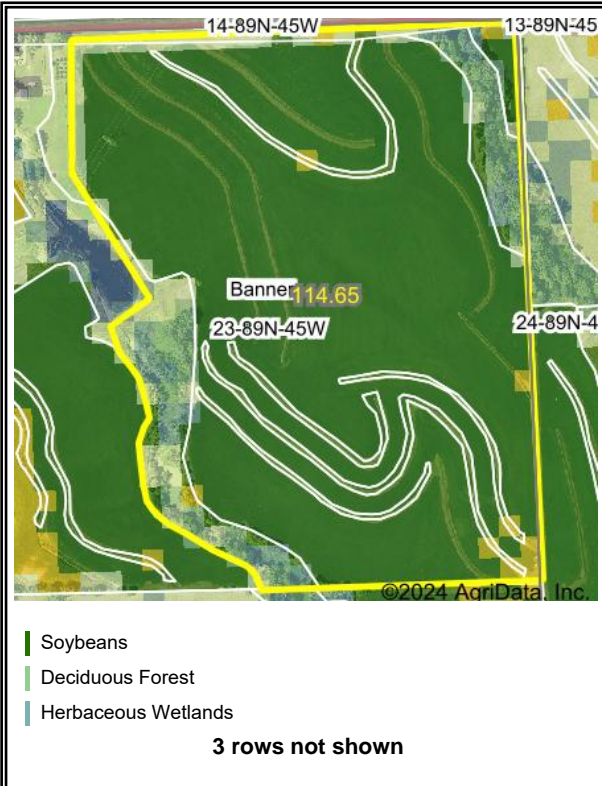 14-89N-45W
13-89N-45
Banner
114.65
23-89N-45W
24-89N-4
©2024 AgriData, Inc.
Soybeans
Deciduous Forest
Herbaceous Wetlands
3 rows not shown